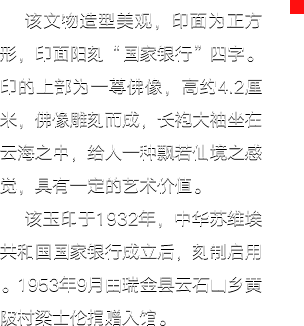 该文物造型美观，印面为正方
形，印面阳刻“国家银行”四字。
印的上部为一尊佛像，高约4.2厘
米，佛像雕刻而成，长袍大袖坐在
云海之中，给人一种飘若仙境之感
觉，具有一定的艺术价值。
该玉印于1932年，中华苏维埃
共和国国家银行成立后，刻制启用
。1953年9月由瑞金县云石山乡黄
陂村梁士伦捐赠入馆。